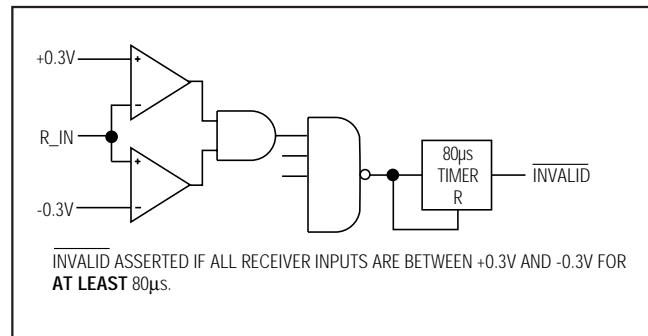 +0.3V
+
-
R_IN
+
-
-0.3V
80µs
TIMER
R
INVALID
INVALID ASSERTED IF ALL RECEIVER INPUTS ARE BETWEEN +0.3V AND -0.3V FOR
AT LEAST 80µs.